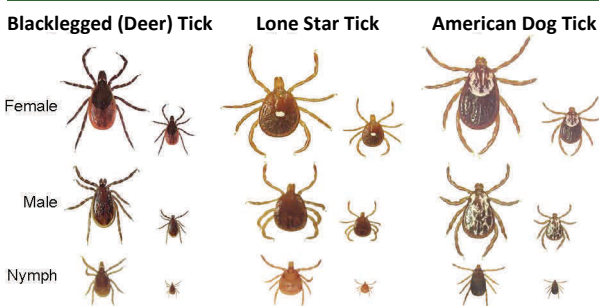 Blacklegged (Deer) Tick Lone Star Tick American Dog Tick
Female
Male
Nymph